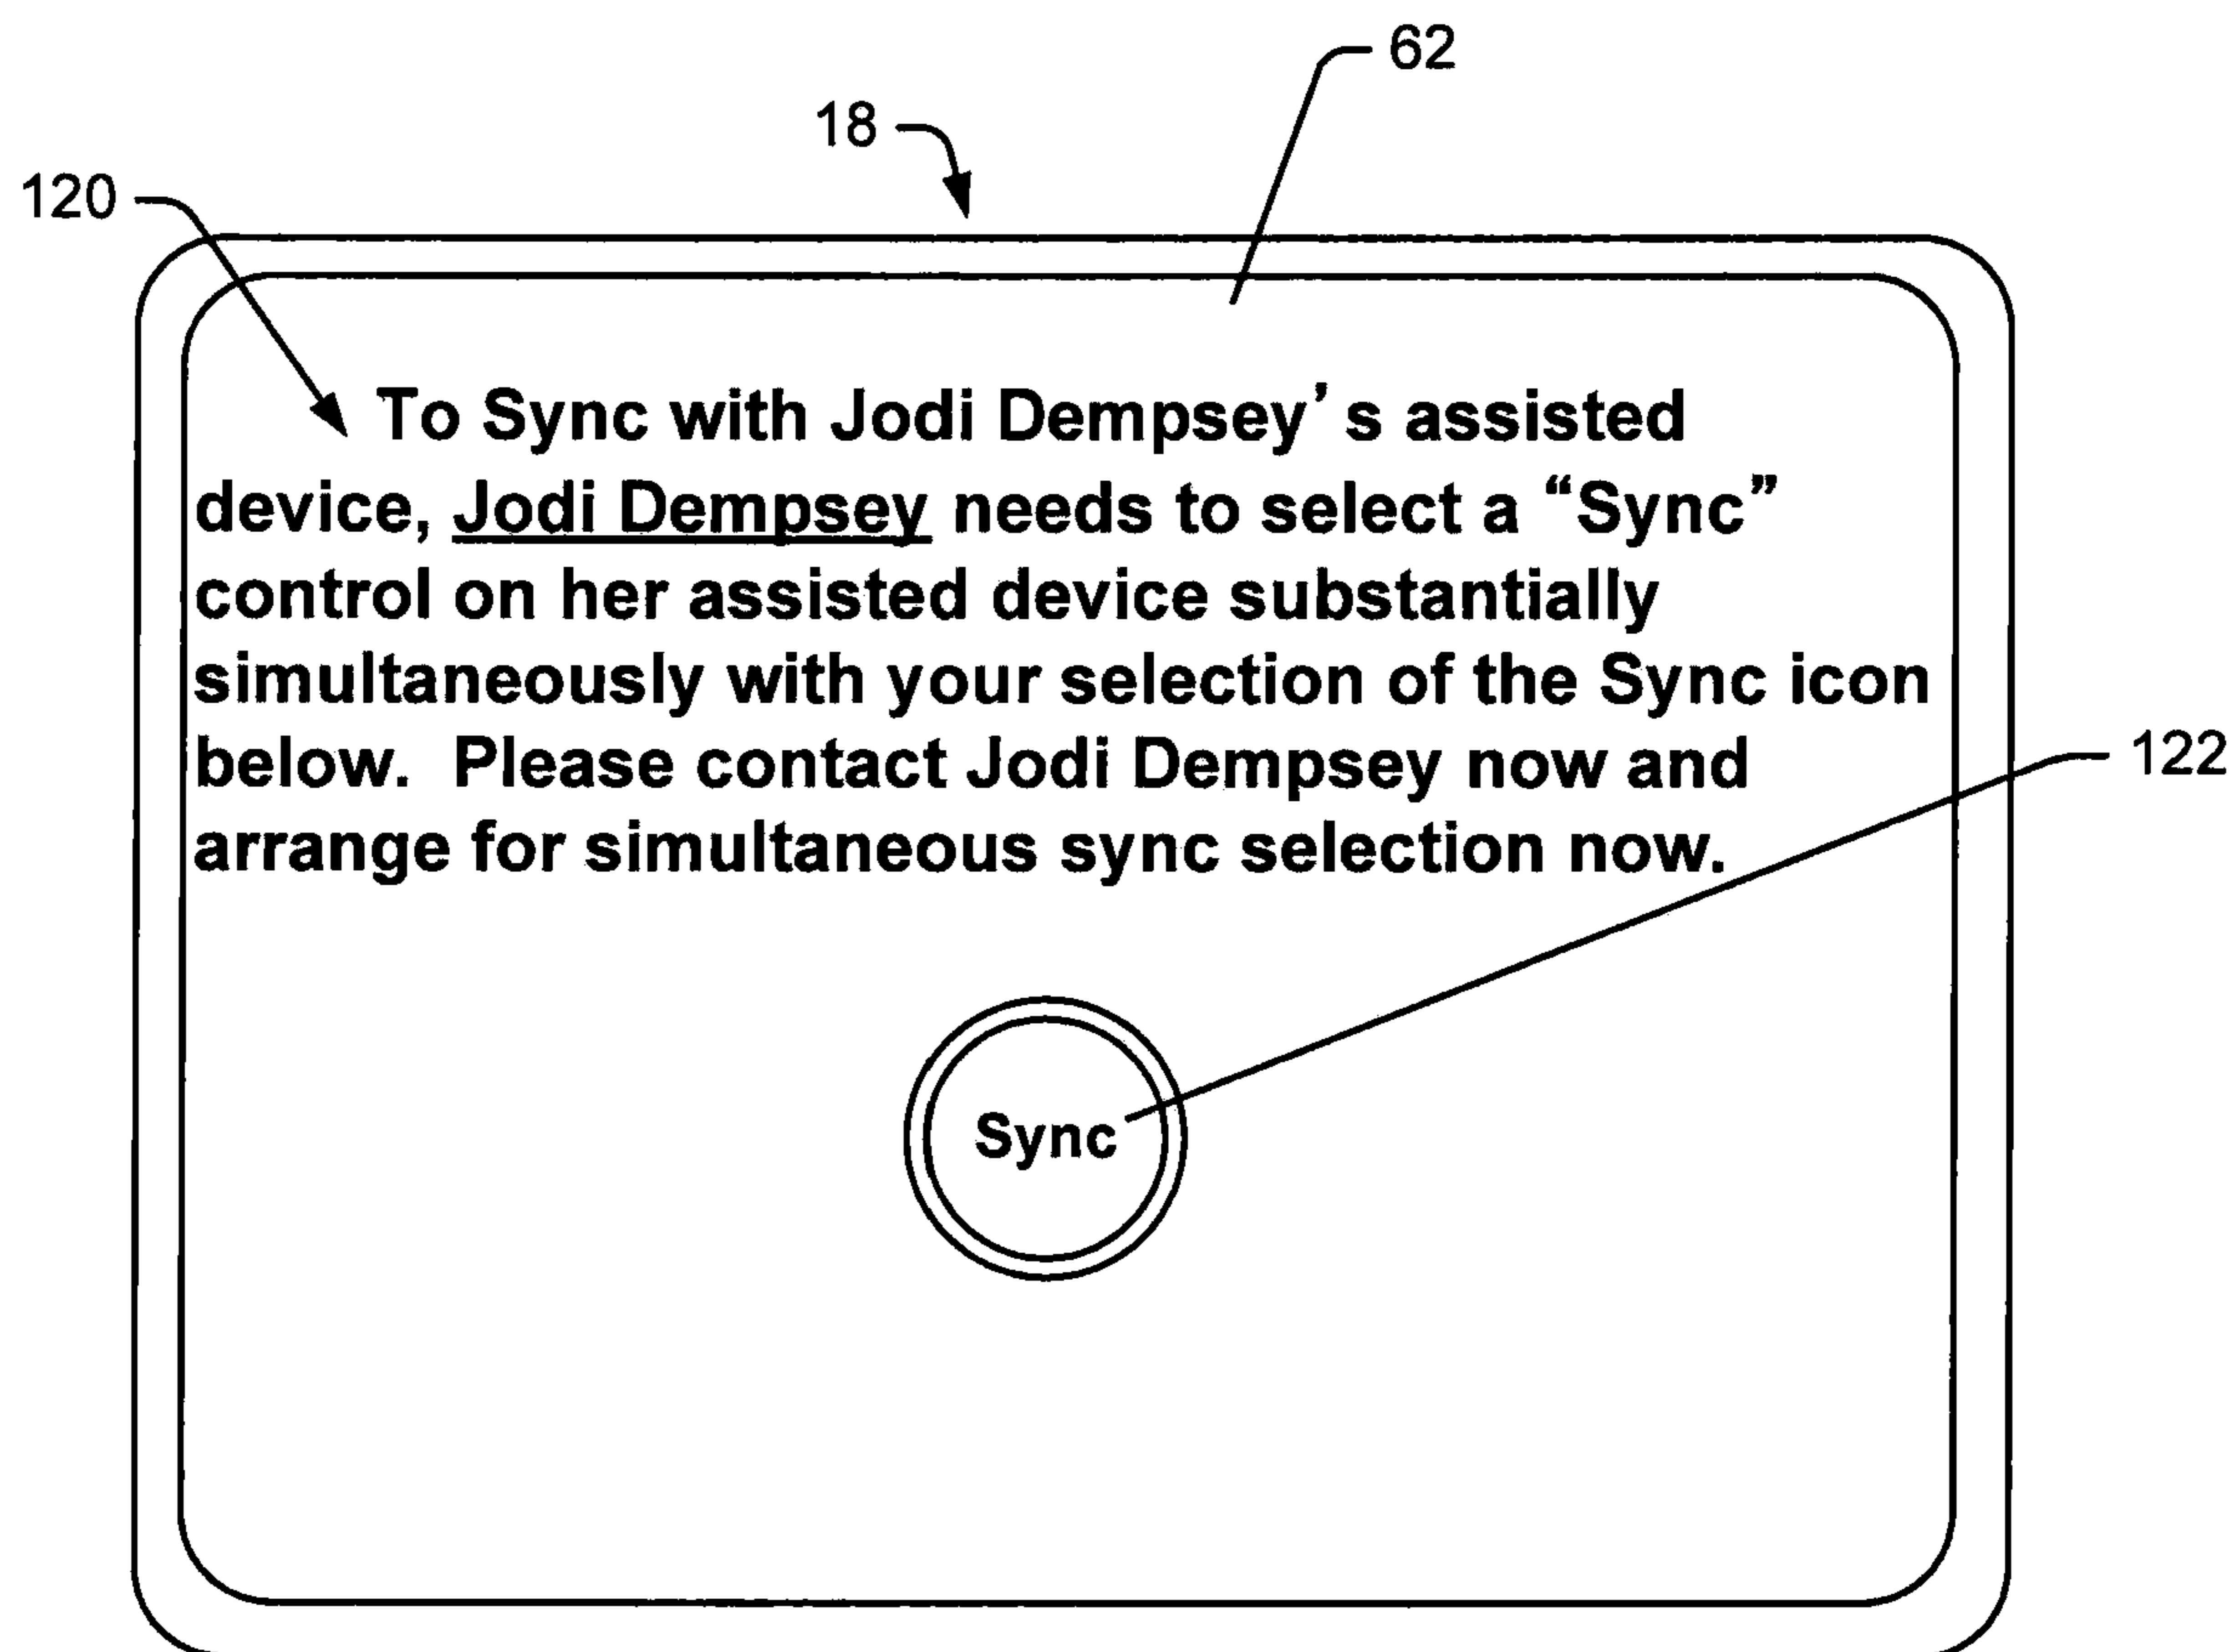 62
18
120
To Sync with Jodi Dempsey's assisted
device, Jodi Dempsey needs to select a “Sync”
control on her assisted device substantially
simultaneously with your selection of the Sync icon
below.  Please contact Jodi Dempsey now and
122
arrange for simultaneous sync selection now.
Sync